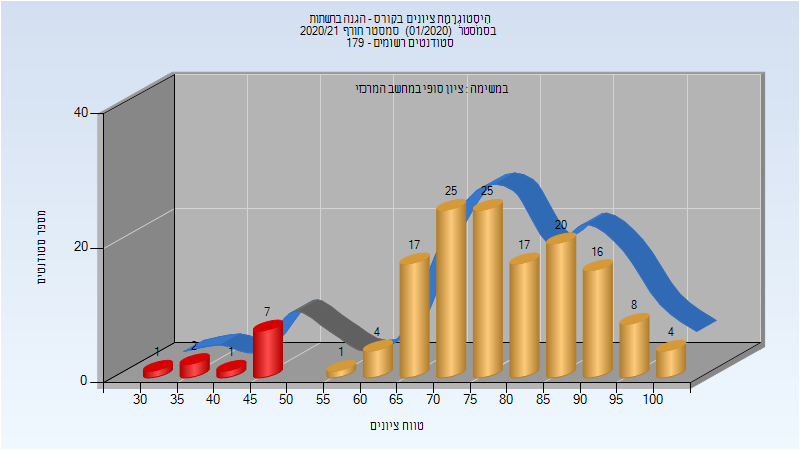 היסטוגרמת ציונים בקורס - הגנה ברשתות
בסמסטר (01/2020) סמסטר חורף 2020/21
סטודנטים רשומים - 179
במשימה : ציון סופי במחשב המרכזי
מספר סטודנטים
40
20
0
1 2 1 7 1 4 17 25 25 17 20 16 8 4
30 35 40 45 50 55 60 65 70 75 80 85 90 95 100
טווח ציונים